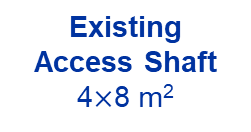 Existing
Access Shaft
4×8 m²